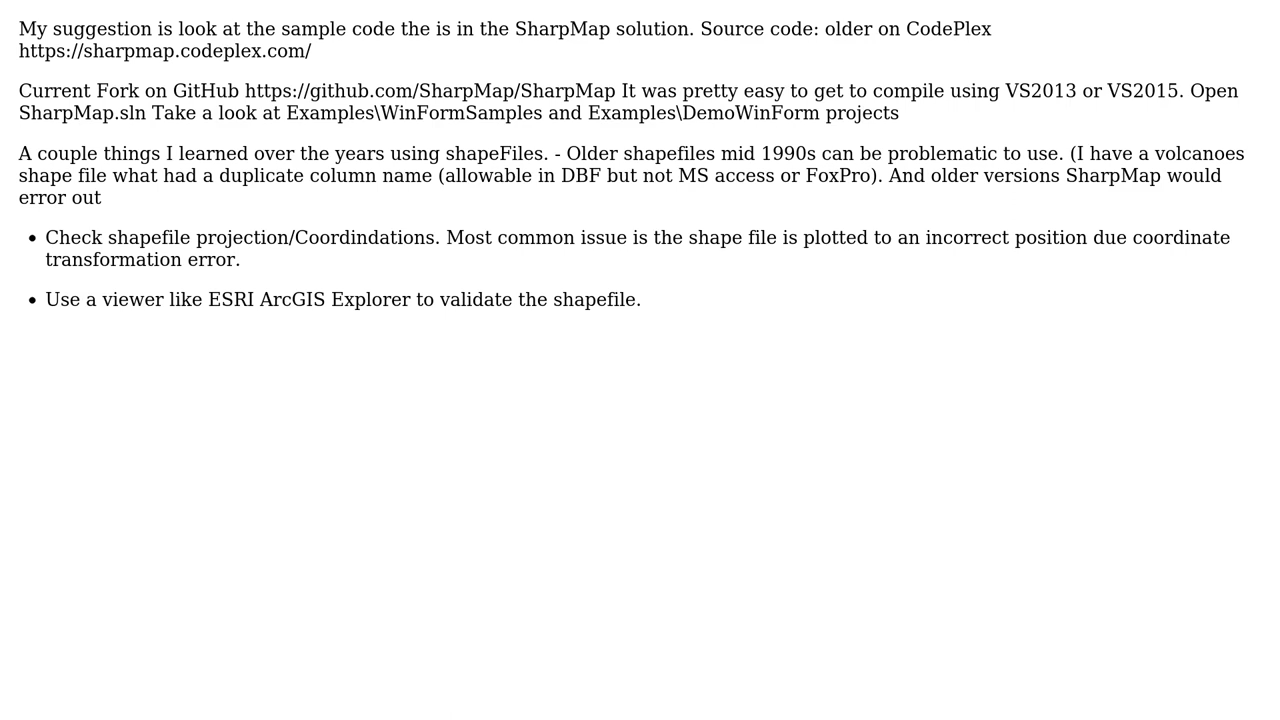 My suggestion is look at the sample code the is in the SharpMap solution. Source code: older on CodePlex
https://sharpmap.codeplex.com/
Current Fork on GitHub https://github.com/SharpMap/SharpMap It was pretty easy to get to compile using VS2013 or VS2015. Open
SharpMap.sln Take a look at Examples\WinFormSamples and Examples\DemoWinForm projects
A couple things I learned over the years using shapeFiles. - Older shapefiles mid 1990s can be problematic to use. (I have a volcanoes
shape file what had a duplicate column name (allowable in DBF but not MS access or FoxPro). And older versions SharpMap would
error out
• Check shapefile projection/Coordindations. Most common issue is the shape file is plotted to an incorrect position due coordinate
transformation error.
• Use a viewer like ESRI ArcGIS Explorer to validate the shapefile.